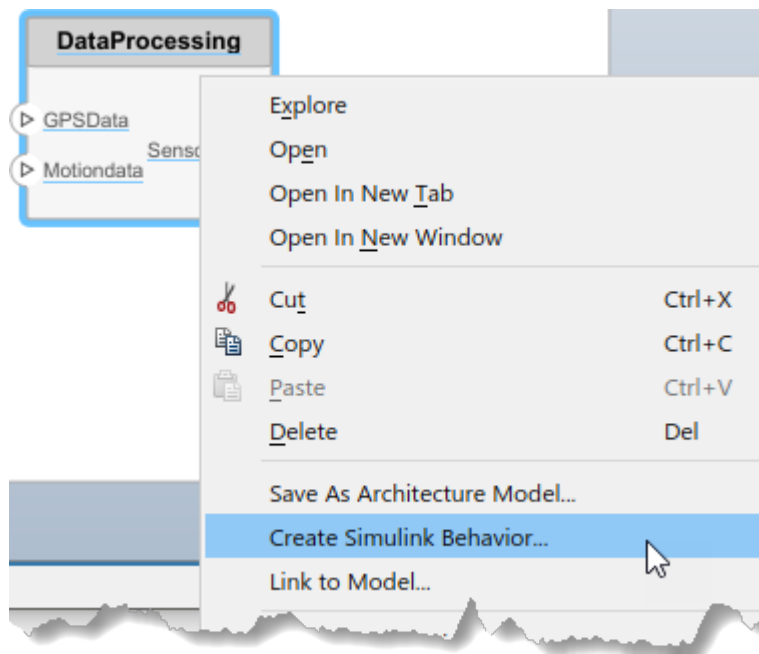 DataProcessing
GPSData
Motiondata
Explore
Open
Open In New Tab
Open In New Window
Cut Ctrl+X
Copy Ctrl+C
Paste Ctrl+V
Delete Del
Save As Architecture Model...
Create Simulink Behavior...
Link to Model...